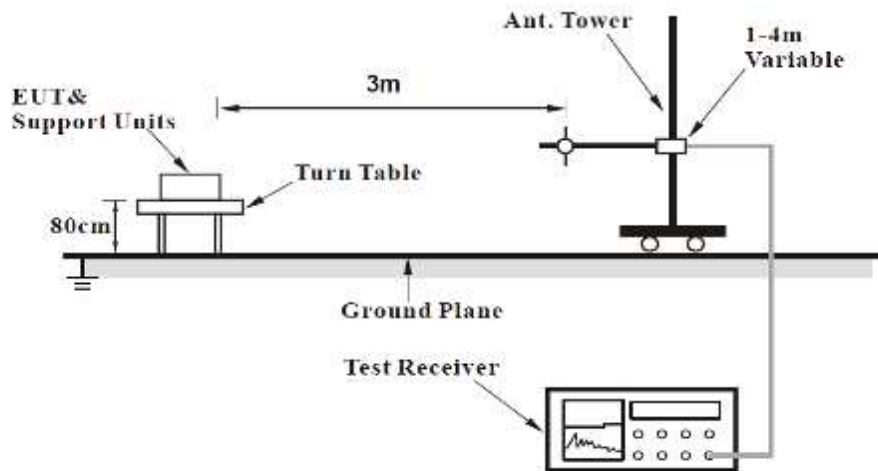 Ant. Tower
1-4m
Variable
3m
EUT&
Support Units
Turn Table
80cm
Ground Plane
Test Receiver